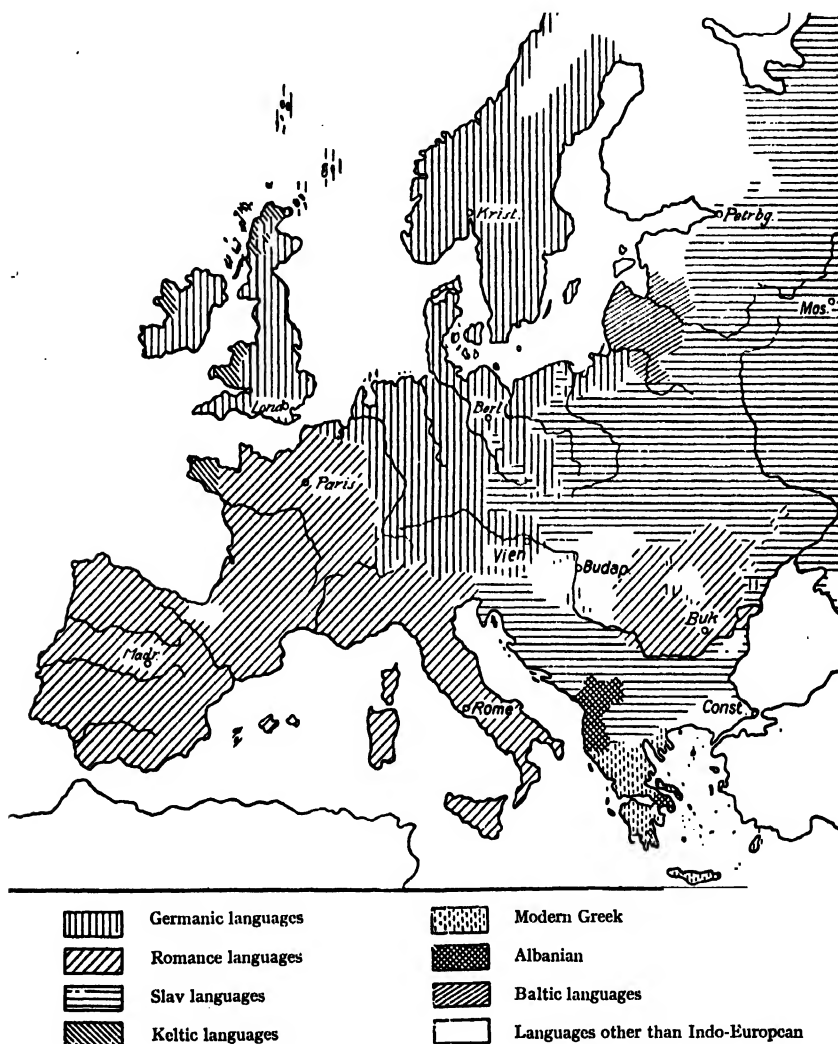 Krist.
Petrbg.
Mos.
Lond.
Berl.
Paris
Vien
Budap.
Buk
Madr.
Rome
Const.
Germanic languages
Romance languages
Slav languages
Keltic languages
Modern Greek
Albanian
Baltic languages
Languages other than Indo-European